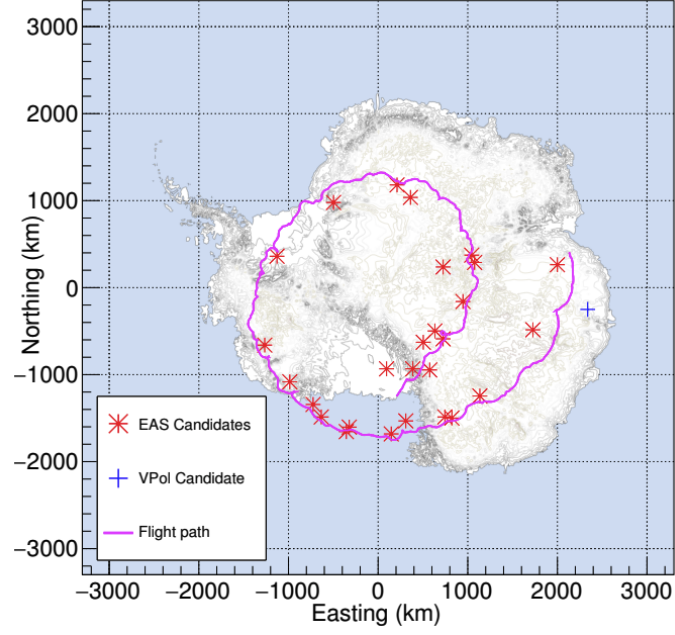 3000
2000
1000
0
−1000
−2000
−3000
Northing (km)
EAS Candidates
VPol Candidate
Flight path
−3000 −2000 −1000 0 1000 2000 3000
Easting (km)